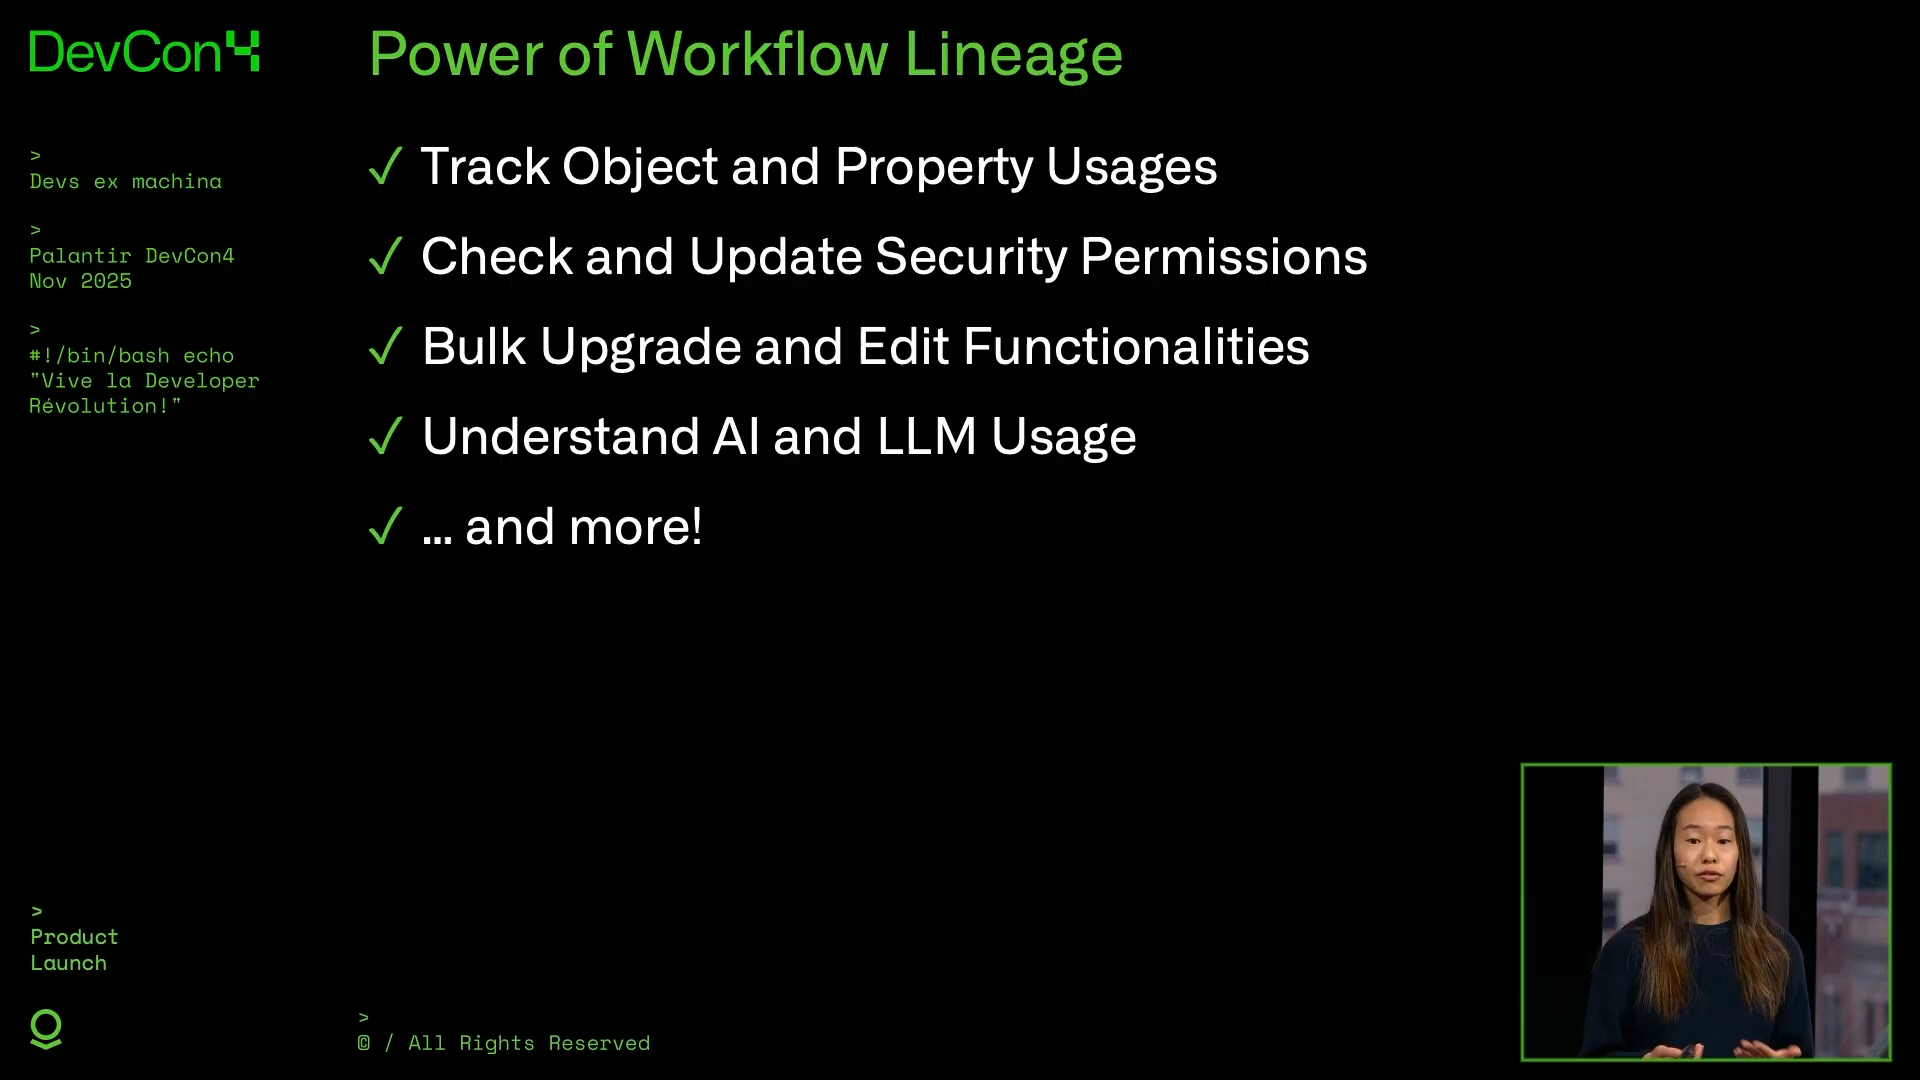 DevCon4
Power of Workflow Lineage
>
Devs ex machina
>
Palantir DevCon4
Nov 2025
>
#!/bin/bash echo
"Vive la Developer
Révolution!"
✓ Track Object and Property Usages
✓ Check and Update Security Permissions
✓ Bulk Upgrade and Edit Functionalities
✓ Understand AI and LLM Usage
✓ ... and more!
>
Product
Launch
>
© / All Rights Reserved